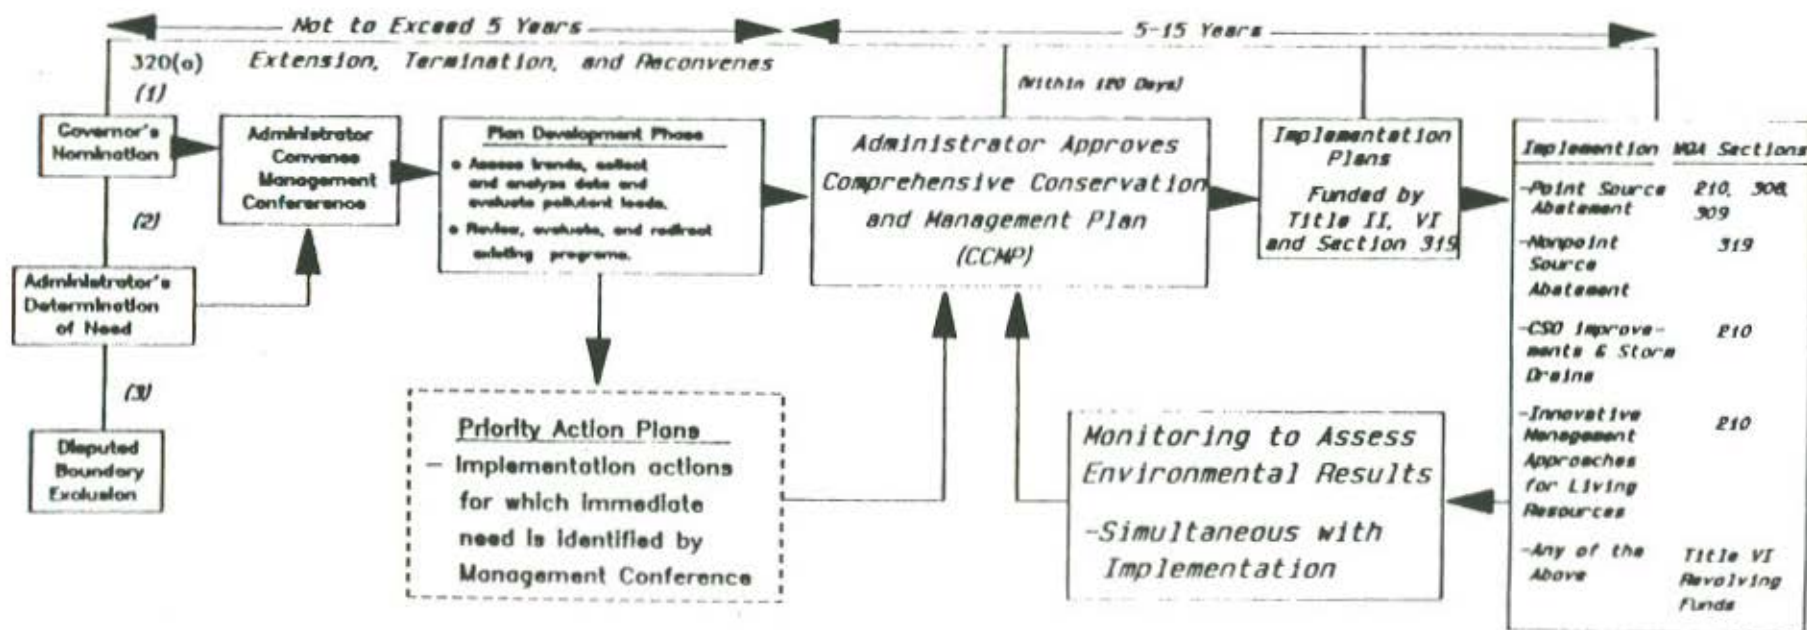 Not to Exceed 5 Years
5-15 Years
320(a) Extension, Termination, and Reconvenes
(1)
(Within 120 Days)
Governor's
Nomination
(2)
Administrator's
Determination
of Need
(3)
Disputed
Boundary
Exclusion
Administrator
Convenes
Management
Confererence
Plan Development Phase
• Assess trends, collect
and analyze data and
evaluate pollutant loads.
• Review, evaluate, and redirect
existing programs.
Priority Action Plans
— Implementation actions
for which immediate
need is identified by
Management Conference
Administrator Approves
Comprehensive Conservation
and Management Plan
(CCMP)
Implementation
Plans
Funded by
Title II, VI
and Section 319
Monitoring to Assess
Environmental Results
-Simultaneous with
Implementation
Implemention WQA Sections
-Point Source 210, 308,
Abatement 309
-Nonpoint 319
Source
Abatement
-CSO Improve- 210
ments & Storm
Drains
-Innovative 210
Management
Approaches
for Living
Resources
-Any of the Title VI
Above Revolving
Funds